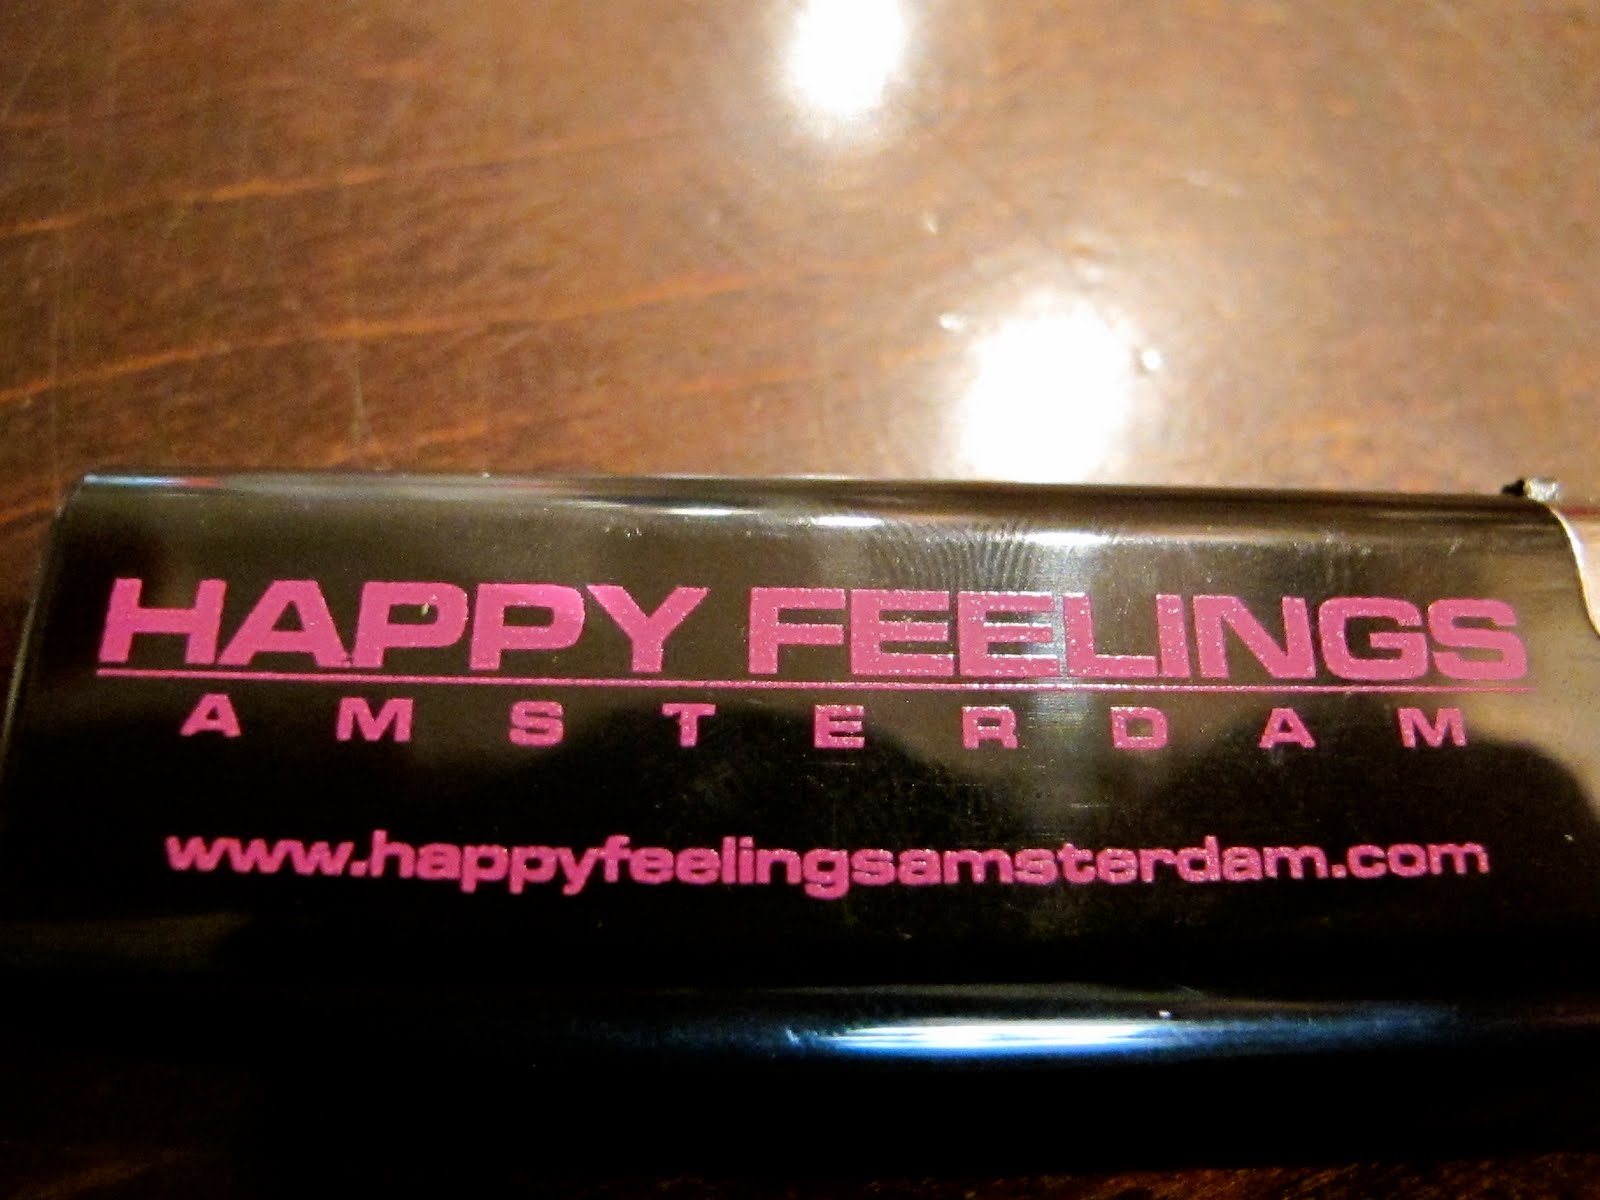 HAPPY FEELINGS
AMSTERDAM
www.happyfeelingsamsterdam.com